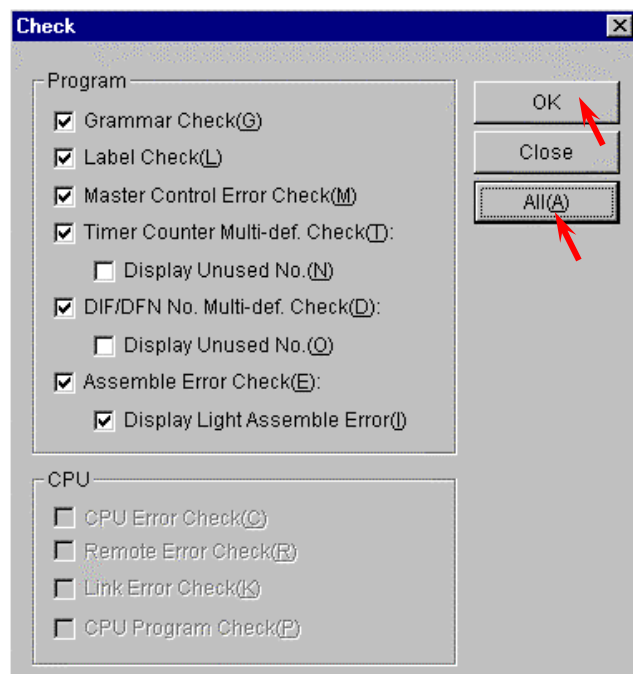 Check
Program
Grammar Check(G)
Label Check(L)
Master Control Error Check(M)
Timer Counter Multi-def. Check(T):
Display Unused No.(N)
DIF/DFN No. Multi-def. Check(D):
Display Unused No.(O)
Assemble Error Check(E):
Display Light Assemble Error(I)
OK
Close
All(A)
CPU
CPU Error Check(C)
Remote Error Check(R)
Link Error Check(K)
CPU Program Check(P)